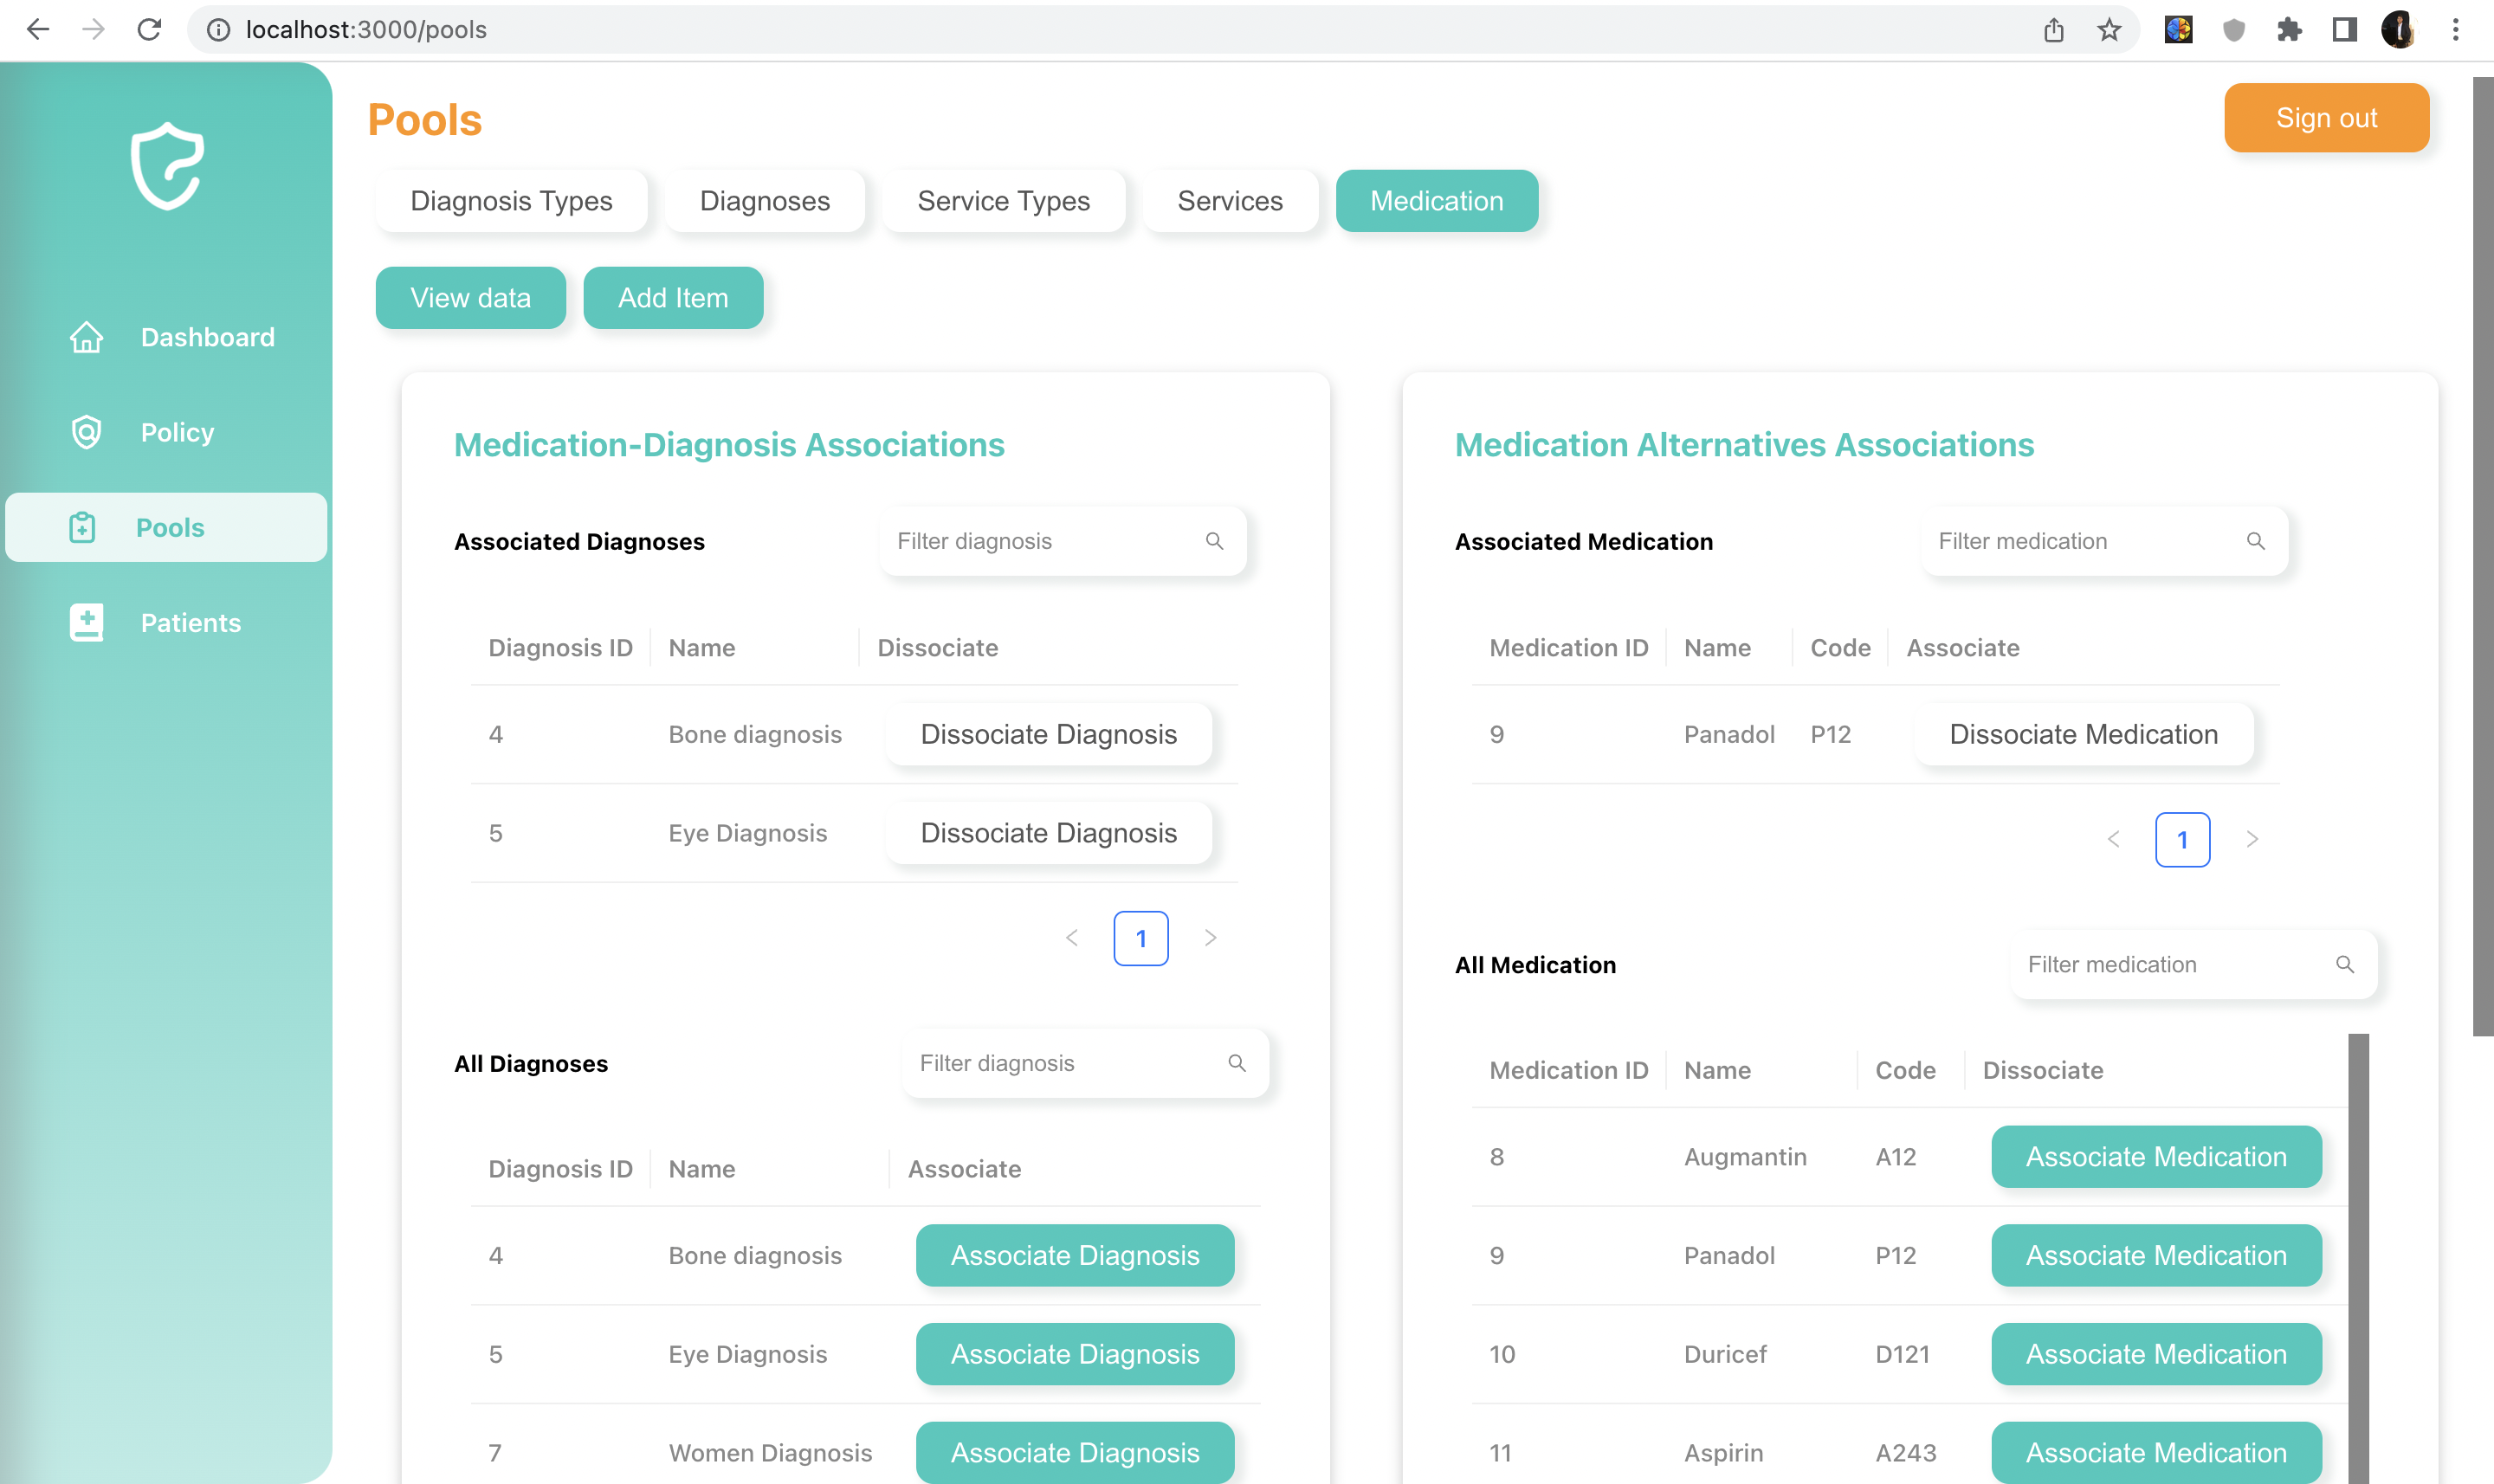 localhost:3000/pools
Pools
Sign out
Diagnosis Types Diagnoses Service Types Services Medication
View data Add Item
Dashboard
Policy
Pools
Patients
Medication-Diagnosis Associations
Associated Diagnoses Filter diagnosis
Diagnosis ID Name Dissociate
4 Bone diagnosis Dissociate Diagnosis
5 Eye Diagnosis Dissociate Diagnosis
< 1 >
All Diagnoses Filter diagnosis
Diagnosis ID Name Associate
4 Bone diagnosis Associate Diagnosis
5 Eye Diagnosis Associate Diagnosis
7 Women Diagnosis Associate Diagnosis
Medication Alternatives Associations
Associated Medication Filter medication
Medication ID Name Code Associate
9 Panadol P12 Dissociate Medication
< 1 >
All Medication Filter medication
Medication ID Name Code Dissociate
8 Augmantin A12 Associate Medication
9 Panadol P12 Associate Medication
10 Duricef D121 Associate Medication
11 Aspirin A243 Associate Medication